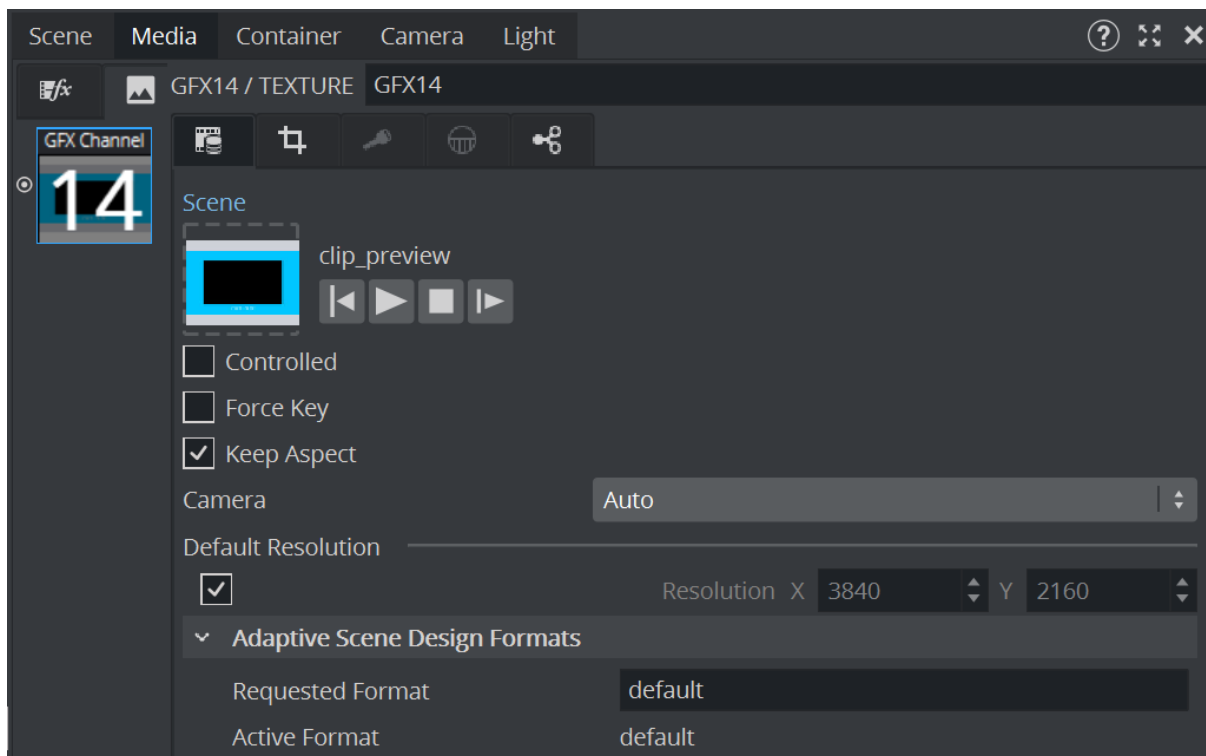 Scene Media Container Camera Light
fx GFX14 / TEXTURE GFX14
GFX Channel
14
Scene
clip_preview
Controlled
Force Key
Keep Aspect
Camera Auto
Default Resolution
Resolution X 3840 Y 2160
Adaptive Scene Design Formats
Requested Format default
Active Format default